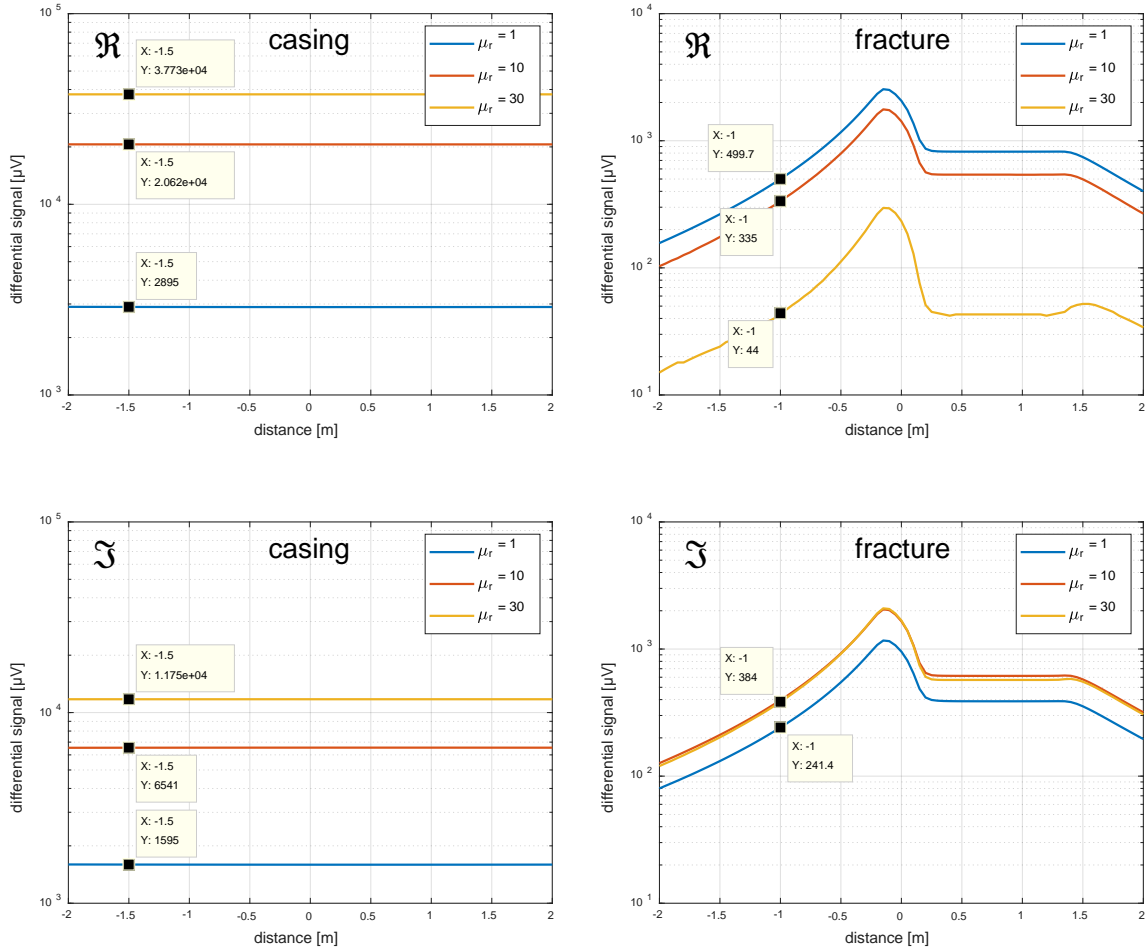 ℜ casing
μr = 1
μr = 10
μr = 30
X: -1.5
Y: 3.773e+04
X: -1.5
Y: 2.062e+04
X: -1.5
Y: 2895
differential signal [µV]
10 5
10 4
10 3
-2 -1.5 -1 -0.5 0 0.5 1 1.5 2
distance [m]
ℜ fracture
μr = 1
μr = 10
μr = 30
X: -1
Y: 499.7
X: -1
Y: 335
X: -1
Y: 44
differential signal [µV]
10 4
10 3
10 2
10 1
-2 -1.5 -1 -0.5 0 0.5 1 1.5 2
distance [m]
ℑ casing
μr = 1
μr = 10
μr = 30
X: -1.5
Y: 1.175e+04
X: -1.5
Y: 6541
X: -1.5
Y: 1595
differential signal [µV]
10 5
10 4
10 3
-2 -1.5 -1 -0.5 0 0.5 1 1.5 2
distance [m]
ℑ fracture
μr = 1
μr = 10
μr = 30
X: -1
Y: 384
X: -1
Y: 241.4
differential signal [µV]
10 4
10 3
10 2
10 1
-2 -1.5 -1 -0.5 0 0.5 1 1.5 2
distance [m]